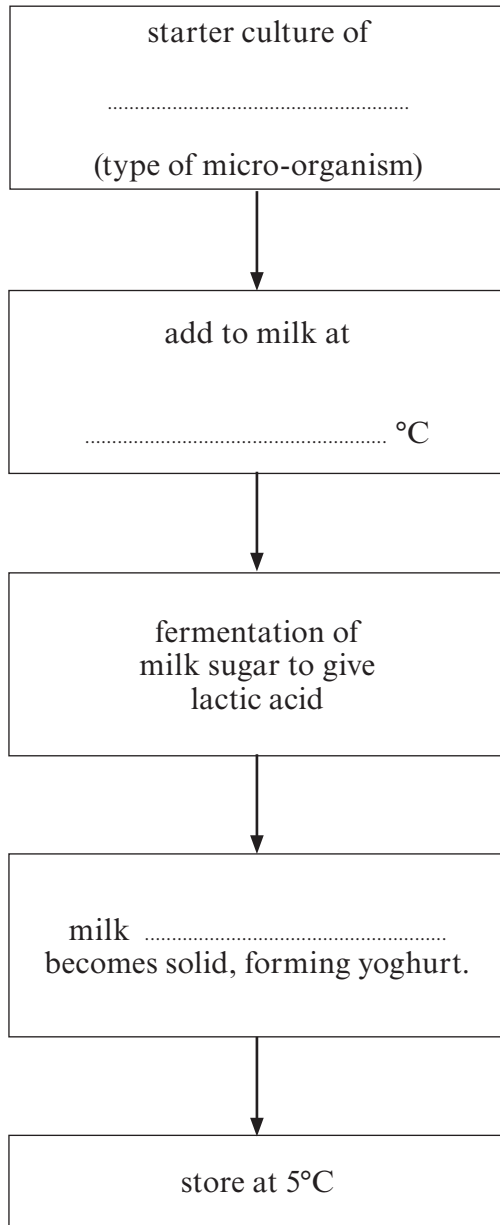 starter culture of
............................................................
(type of micro-organism)
add to milk at
............................................................ °C
fermentation of
milk sugar to give
lactic acid
milk ............................................................
becomes solid, forming yoghurt.
store at 5°C